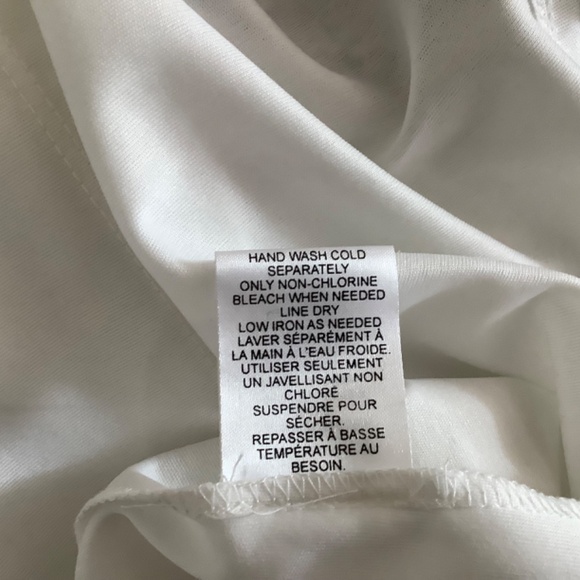 HAND WASH COLD
SEPARATELY
ONLY NON-CHLORINE
BLEACH WHEN NEEDED
LINE DRY
LOW IRON AS NEEDED
LAVER SÉPARÉMENT À
LA MAIN À L'EAU FROIDE.
UTILISER SEULEMENT
UN JAVELLISANT NON
CHLORÉ
SUSPENDRE POUR
SÉCHER.
REPASSER À BASSE
TEMPÉRATURE AU
BESOIN.